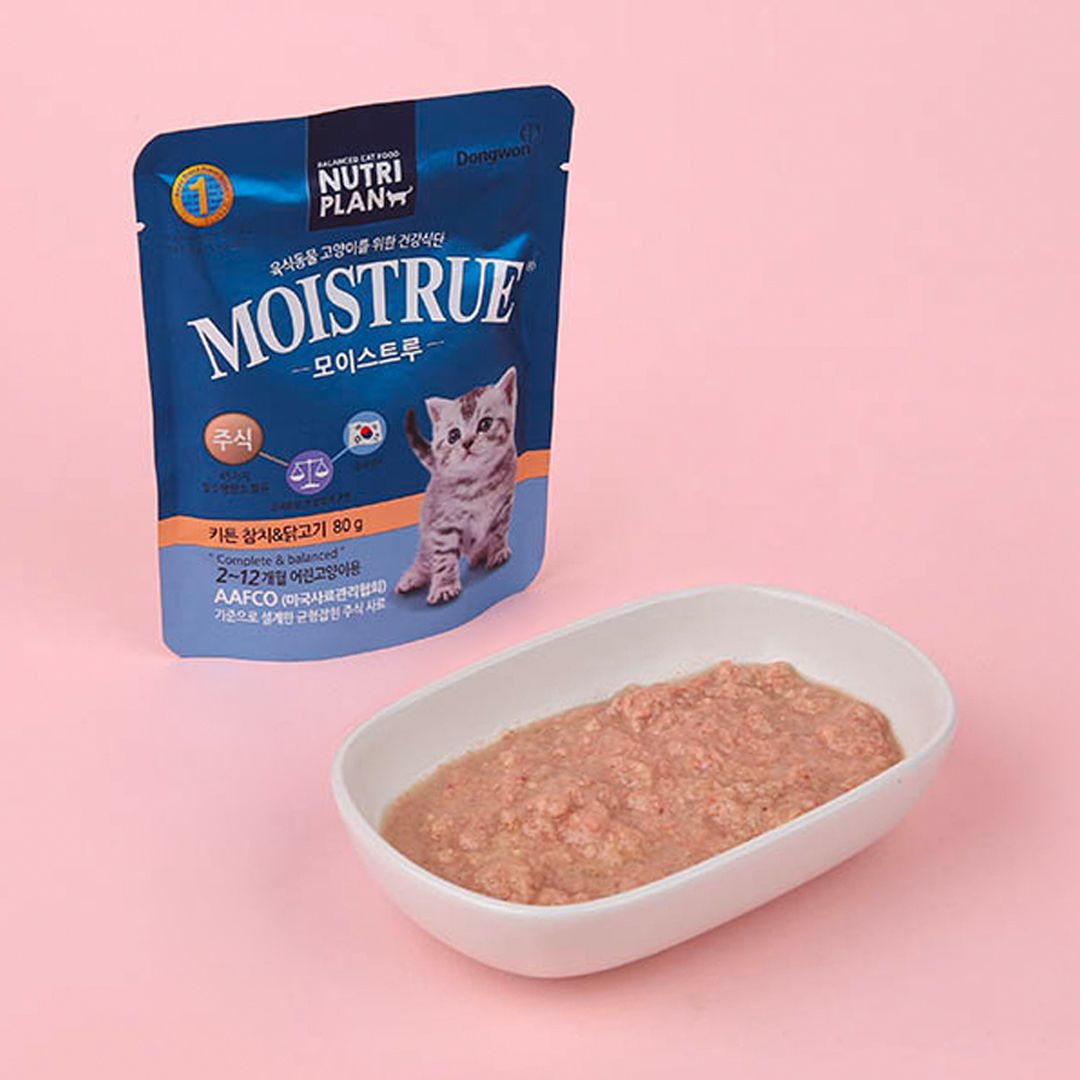 BALANCED CAT FOOD
NUTRI
PLAN
Dongwon
1
육식동물 고양이를 위한 건강식단
MOISTRUE®
모이스트루
주식
키튼 참치&닭고기 80 g
"Complete & balanced"
2~12개월 어린고양이용
AAFCO (미국사료관리협회)
기준으로 설계한 균형잡힌 주식 사료